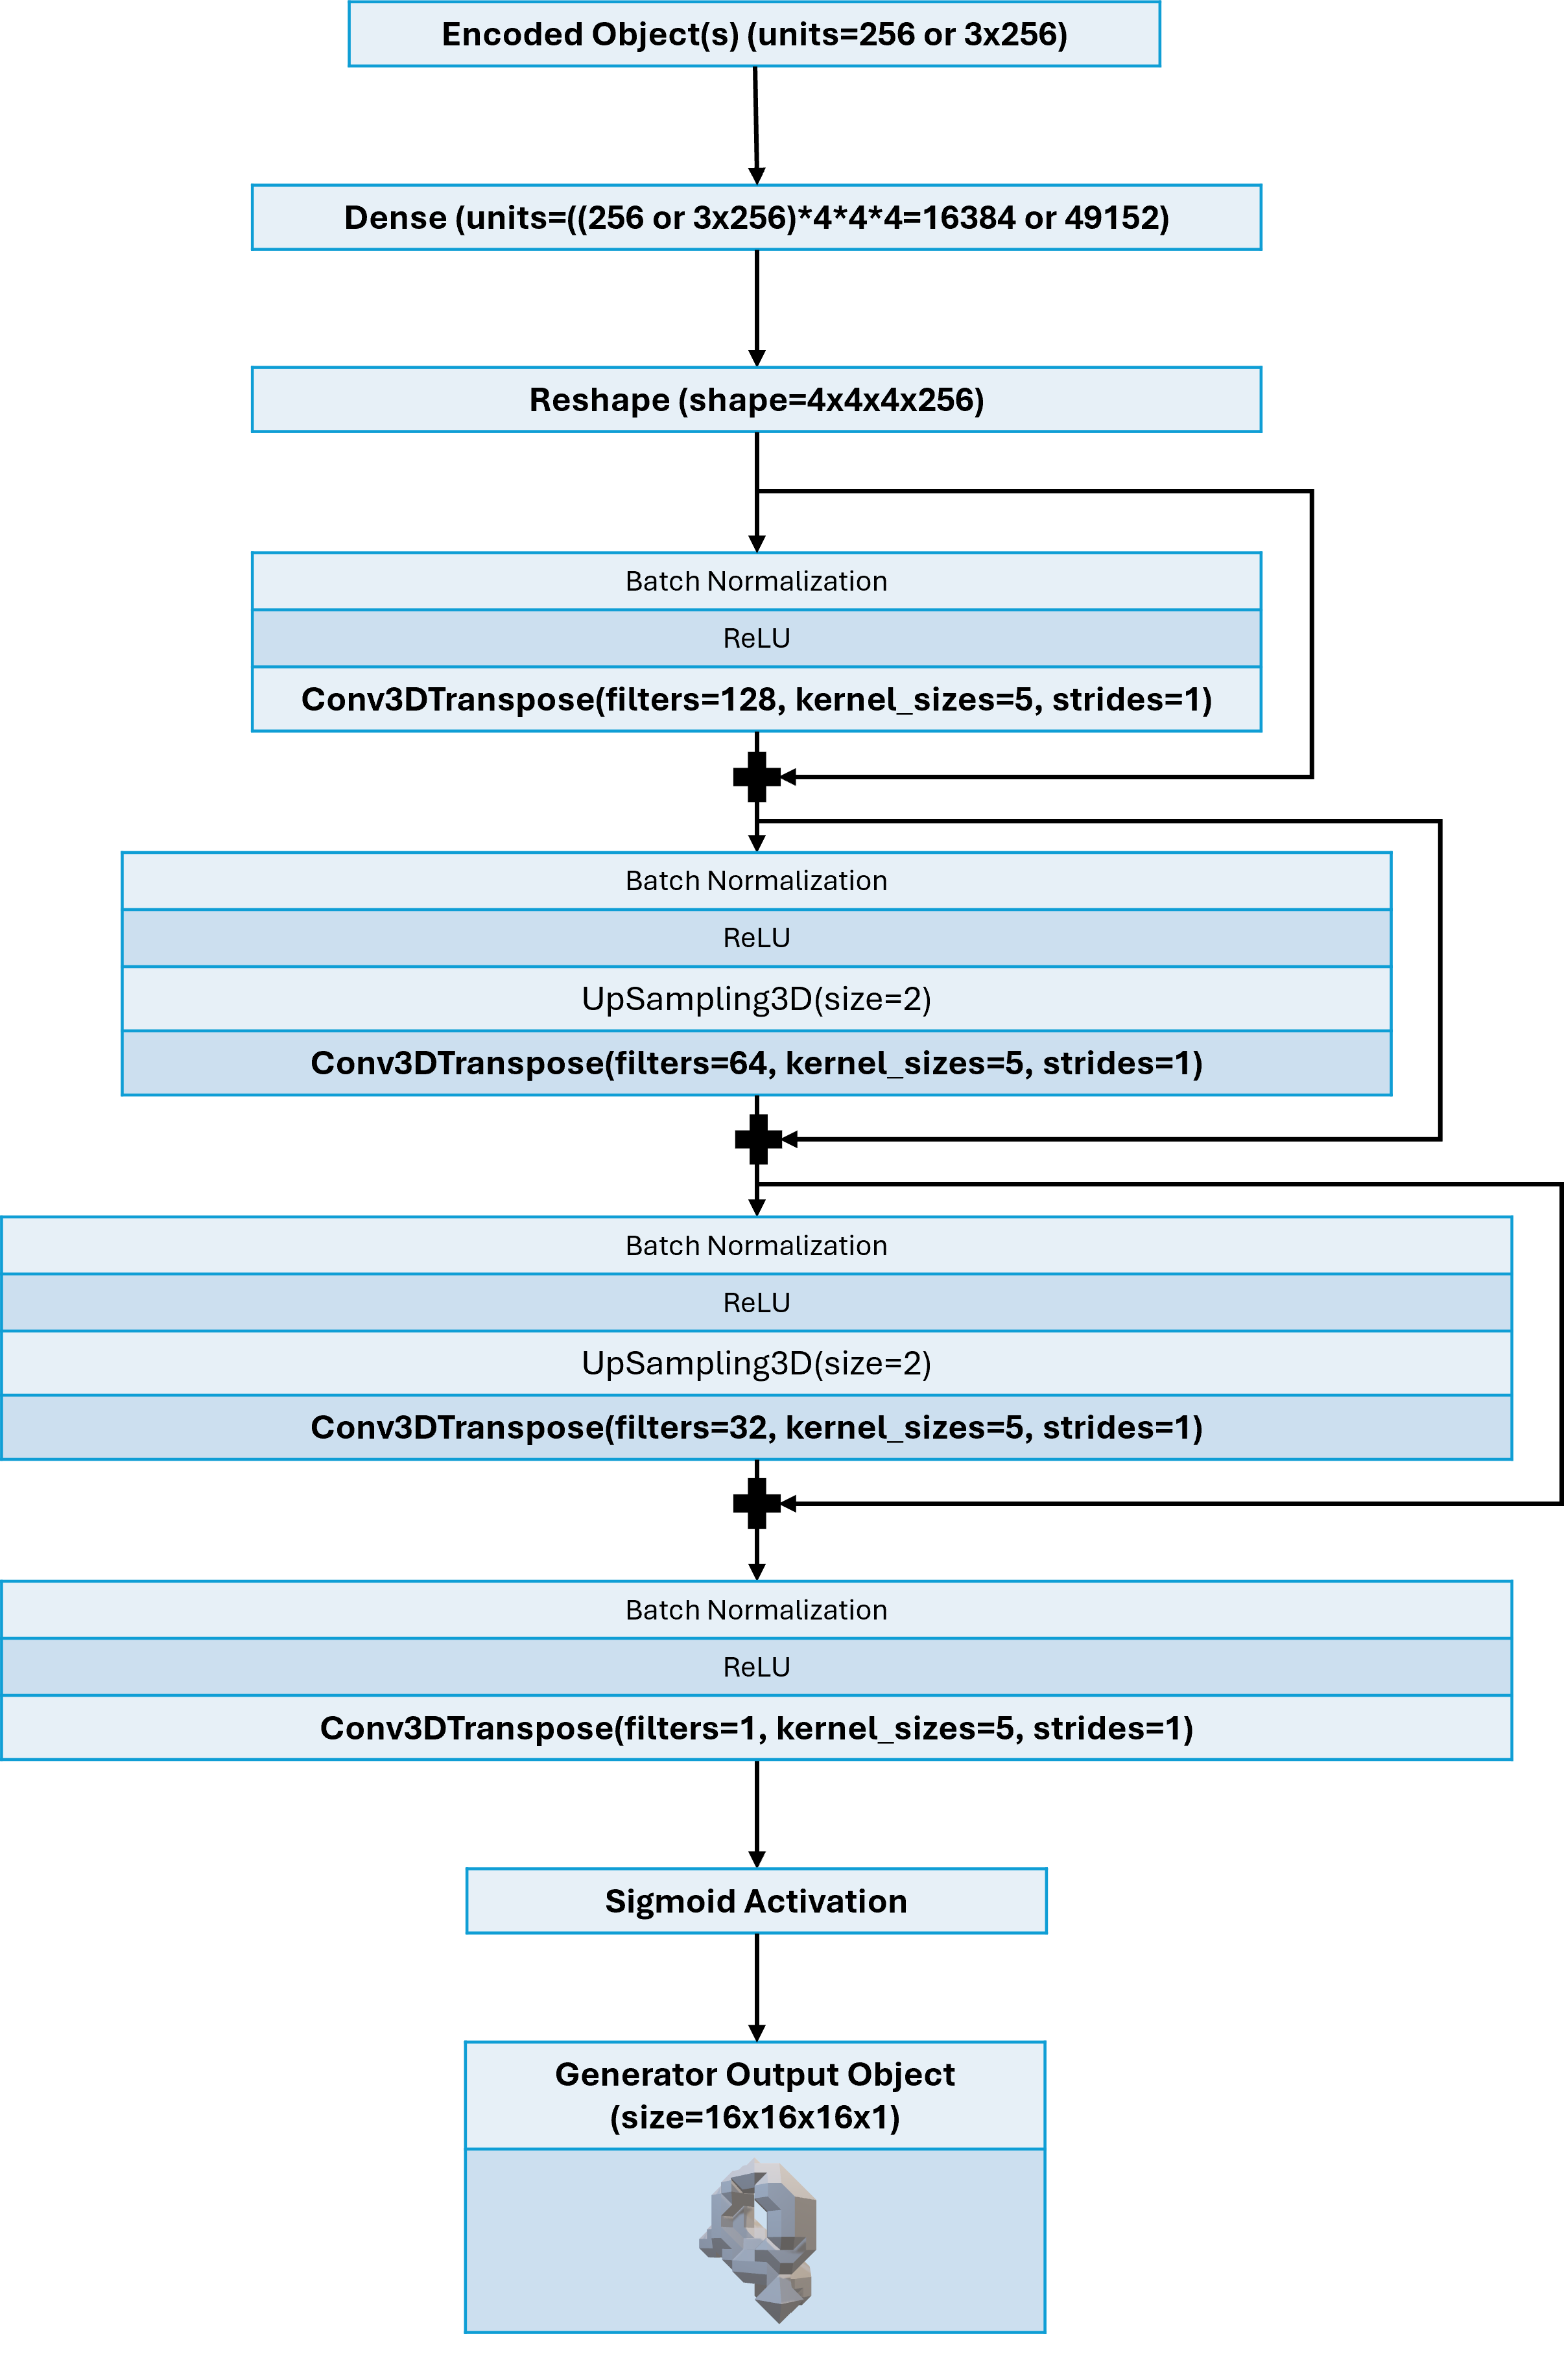 Encoded Object(s) (units=256 or 3x256)
Dense (units=((256 or 3x256)*4*4*4=16384 or 49152)
Reshape (shape=4x4x4x256)
Batch Normalization
ReLU
Conv3DTranspose(filters=128, kernel_sizes=5, strides=1)
Batch Normalization
ReLU
UpSampling3D(size=2)
Conv3DTranspose(filters=64, kernel_sizes=5, strides=1)
Batch Normalization
ReLU
UpSampling3D(size=2)
Conv3DTranspose(filters=32, kernel_sizes=5, strides=1)
Batch Normalization
ReLU
Conv3DTranspose(filters=1, kernel_sizes=5, strides=1)
Sigmoid Activation
Generator Output Object
(size=16x16x16x1)